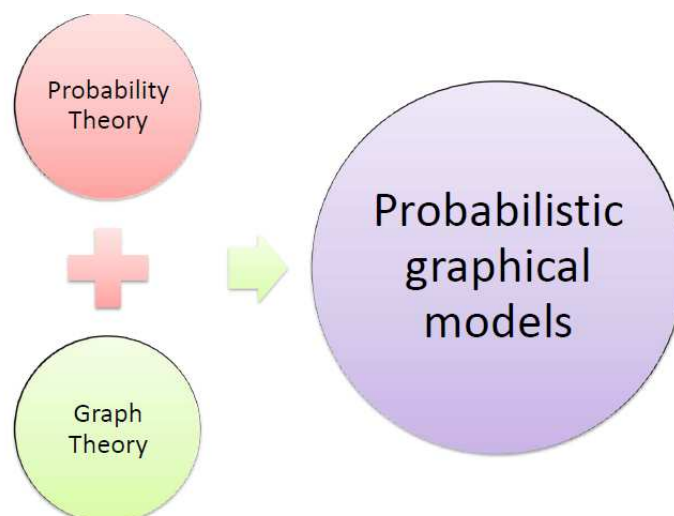 Probability
Theory
Graph
Theory
Probabilistic
graphical
models